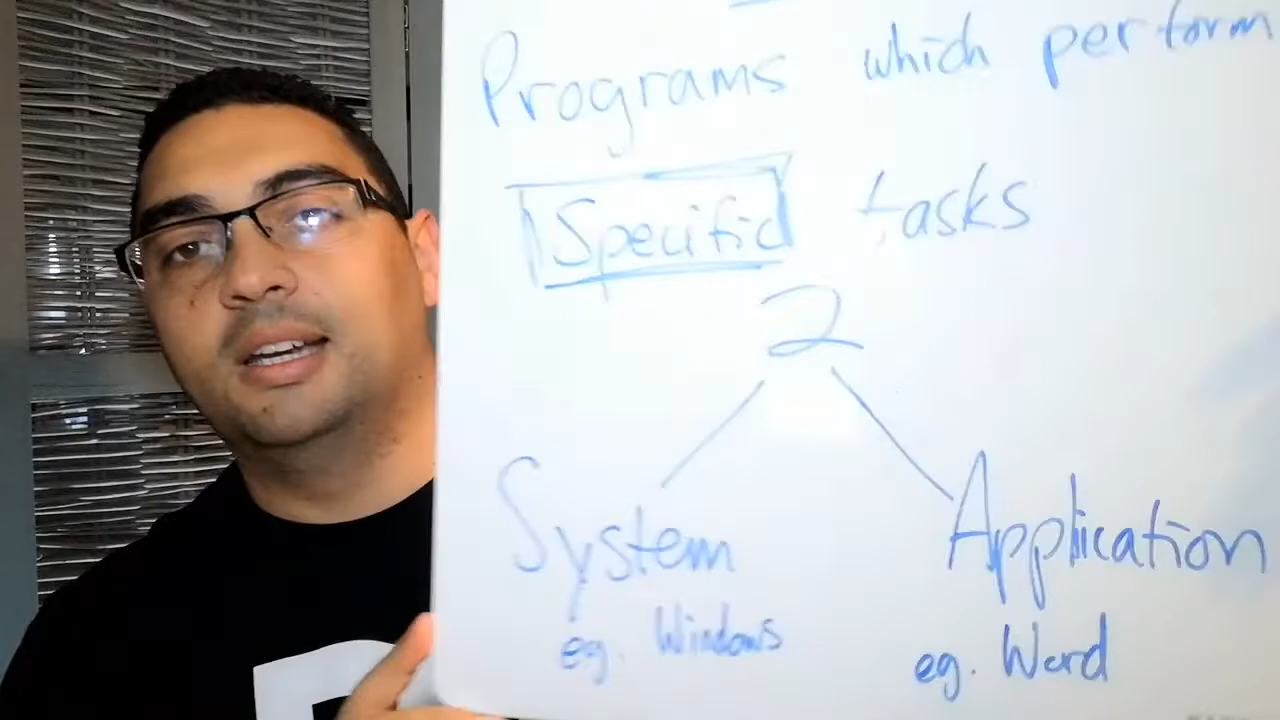 Programs which perform
Specific tasks
2
System Application
eg. Windows eg. Word